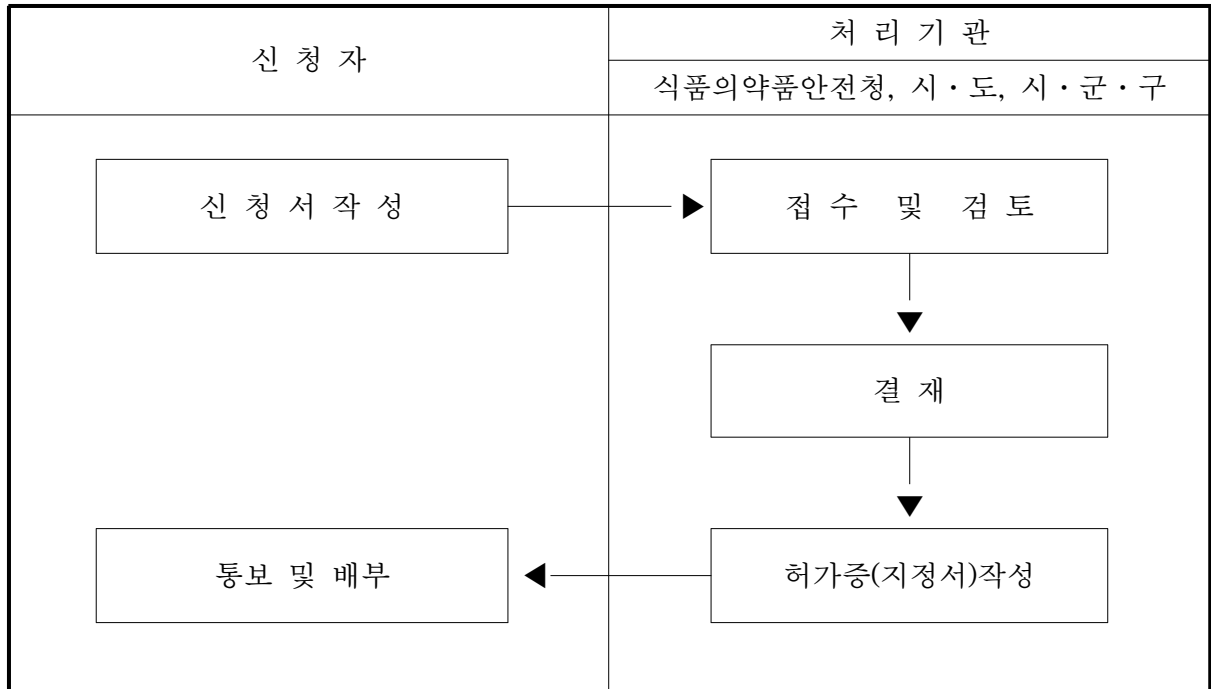 신 청 자
처 리 기 관
식품의약품안전청, 시·도, 시·군·구
신 청 서 작 성
접 수 및 검 토
결 재
허가증(지정서)작성
통보 및 배부